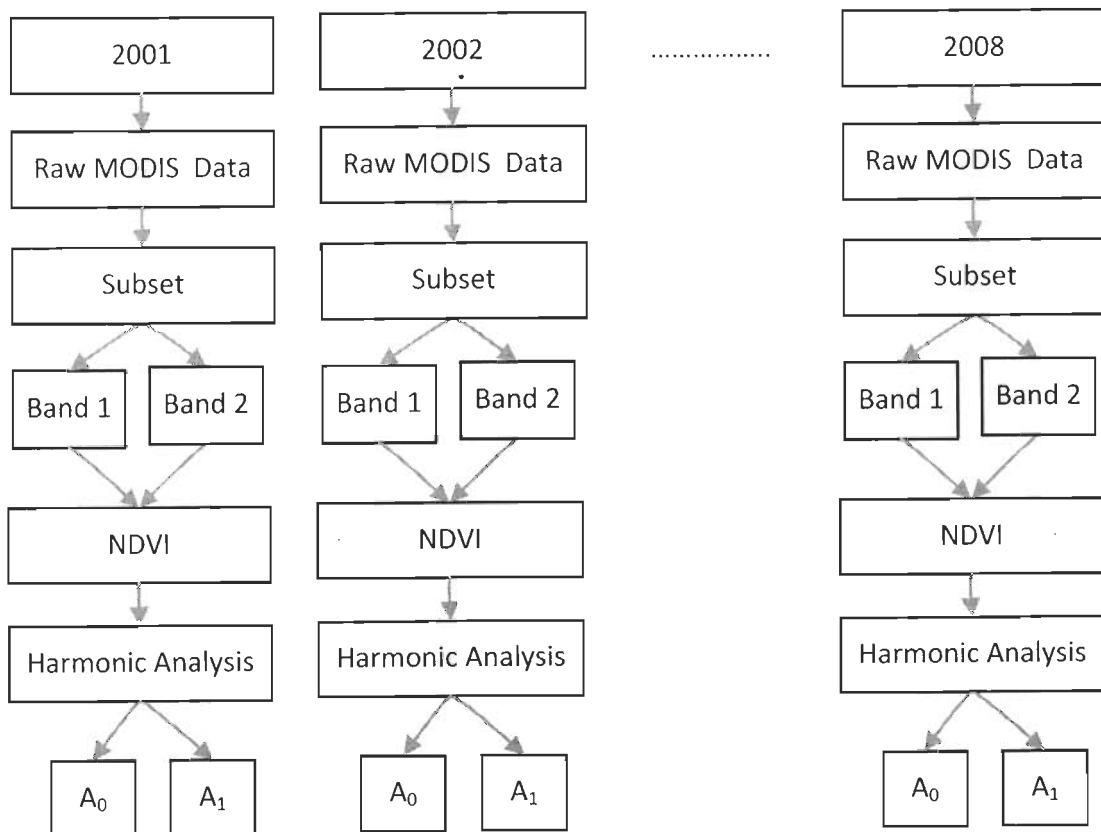 2001
2002
................
2008
Raw MODIS Data
Raw MODIS Data
Raw MODIS Data
Subset
Subset
Subset
Band 1
Band 2
Band 1
Band 2
Band 1
Band 2
NDVI
NDVI
NDVI
Harmonic Analysis
Harmonic Analysis
Harmonic Analysis
A₀
A₁
A₀
A₁
A₀
A₁